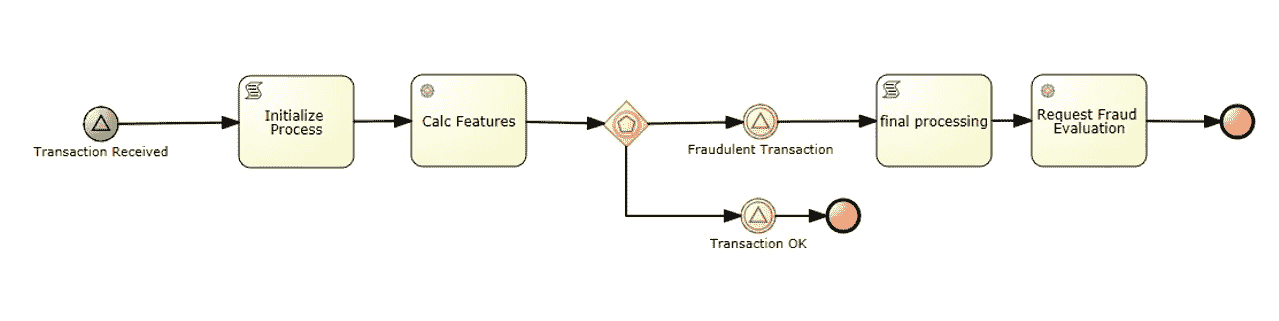 Transaction Received
Initialize
Process
Calc Features
Fraudulent Transaction
final processing
Request Fraud
Evaluation
Transaction OK